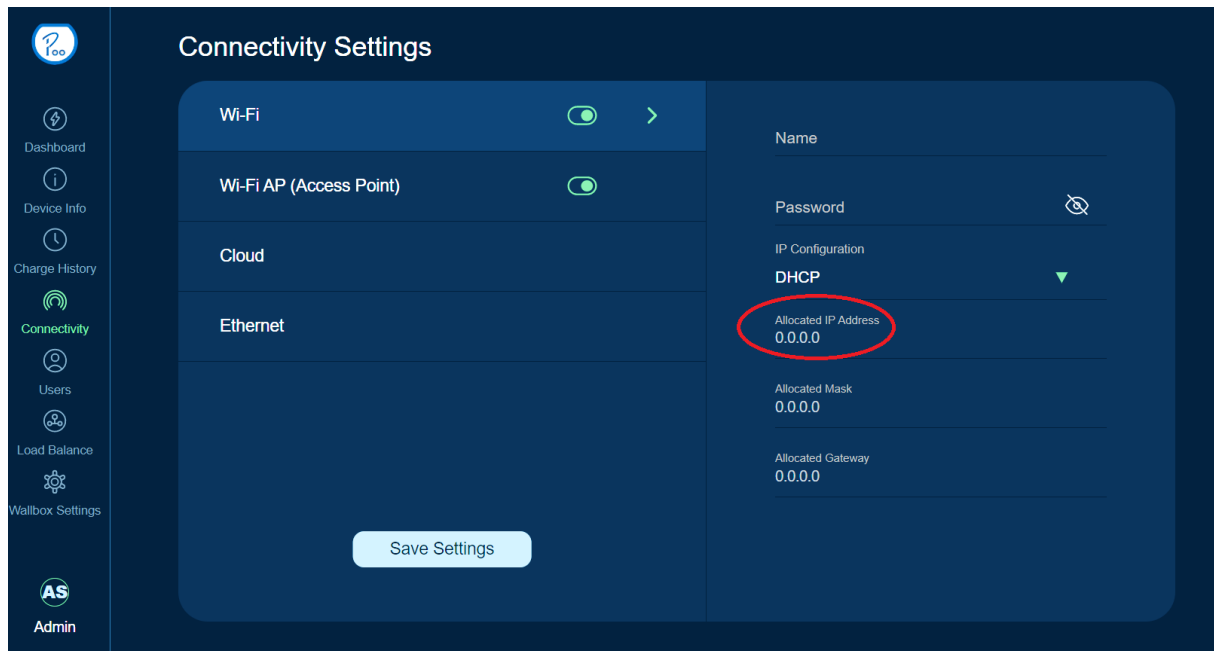 Poo
Connectivity Settings
Dashboard
Device Info
Charge History
Connectivity
Users
Load Balance
Wallbox Settings
AS
Admin
Wi-Fi
Wi-Fi AP (Access Point)
Cloud
Ethernet
Save Settings
Name
Password
IP Configuration
DHCP
Allocated IP Address
0.0.0.0
Allocated Mask
0.0.0.0
Allocated Gateway
0.0.0.0